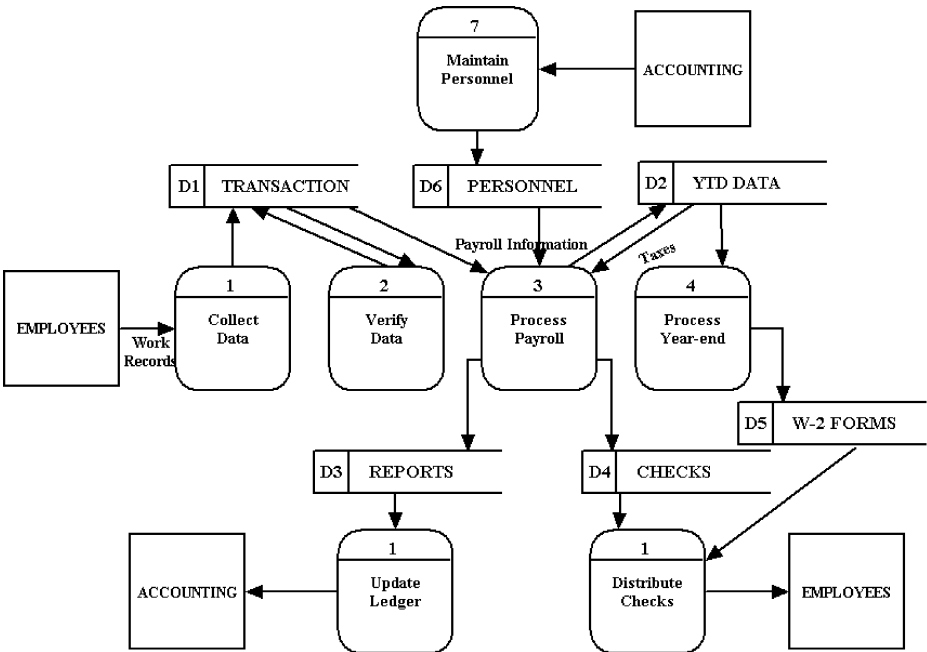 7
Maintain
Personnel
ACCOUNTING
D1 TRANSACTION
D6 PERSONNEL
D2 YTD DATA
Payroll Information
Taxes
EMPLOYEES
Work
Records
1
Collect
Data
2
Verify
Data
3
Process
Payroll
4
Process
Year-end
D5 W-2 FORMS
D3 REPORTS
D4 CHECKS
ACCOUNTING
1
Update
Ledger
1
Distribute
Checks
EMPLOYEES